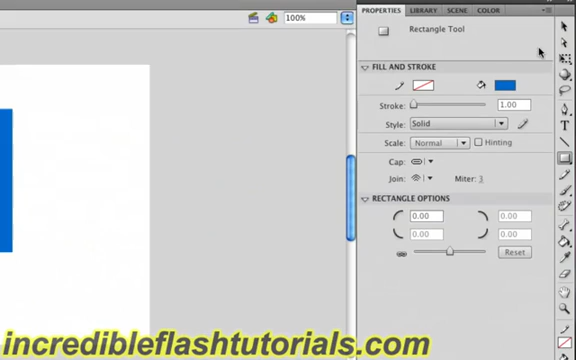 PROPERTIES LIBRARY SCENE COLOR
100%
Rectangle Tool
FILL AND STROKE
Stroke: 1.00
Style: Solid
Scale: Normal Hinting
Cap:
Join: Miter: 3
RECTANGLE OPTIONS
0.00 0.00
0.00 0.00
Reset
incredibleflashtutorials.com